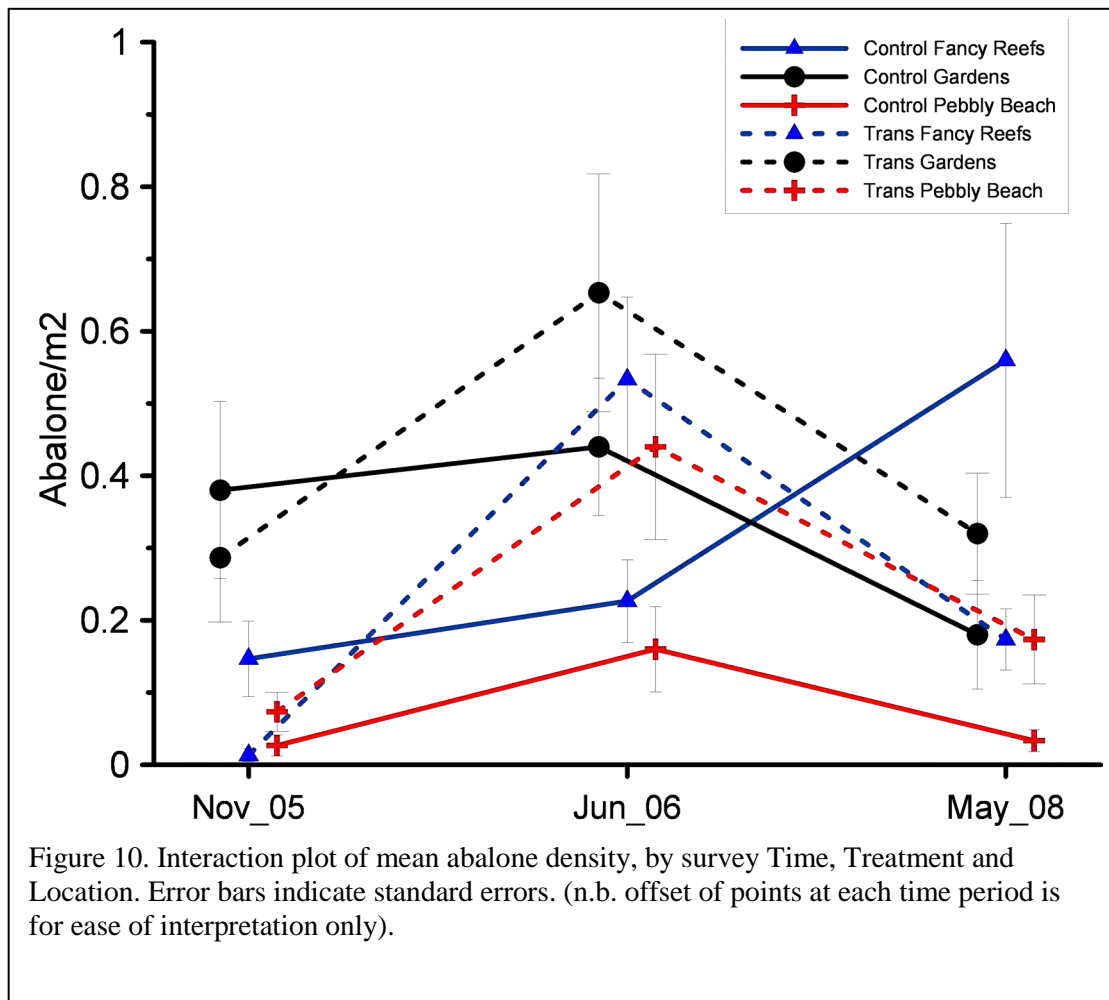 1
0.8
0.6
0.4
0.2
0
Abalone/m2
Control Fancy Reefs
Control Gardens
Control Pebbly Beach
Trans Fancy Reefs
Trans Gardens
Trans Pebbly Beach
Nov_05 Jun_06 May_08
Figure 10. Interaction plot of mean abalone density, by survey Time, Treatment and
Location. Error bars indicate standard errors. (n.b. offset of points at each time period is
for ease of interpretation only).